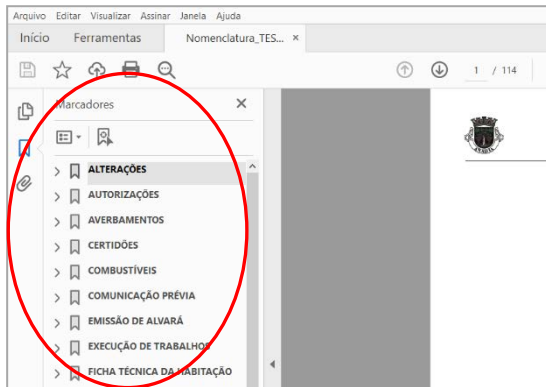 Arquivo Editar Visualizar Assinar Janela Ajuda
Início Ferramentas Nomenclatura_TES... ×
1 / 114
Marcadores ×
ALTERAÇÕES
AUTORIZAÇÕES
AVERBAMENTOS
CERTIDÕES
COMBUSTÍVEIS
COMUNICAÇÃO PRÉVIA
EMISSÃO DE ALVARÁ
EXECUÇÃO DE TRABALHOS
FICHA TÉCNICA DA HABITAÇÃO